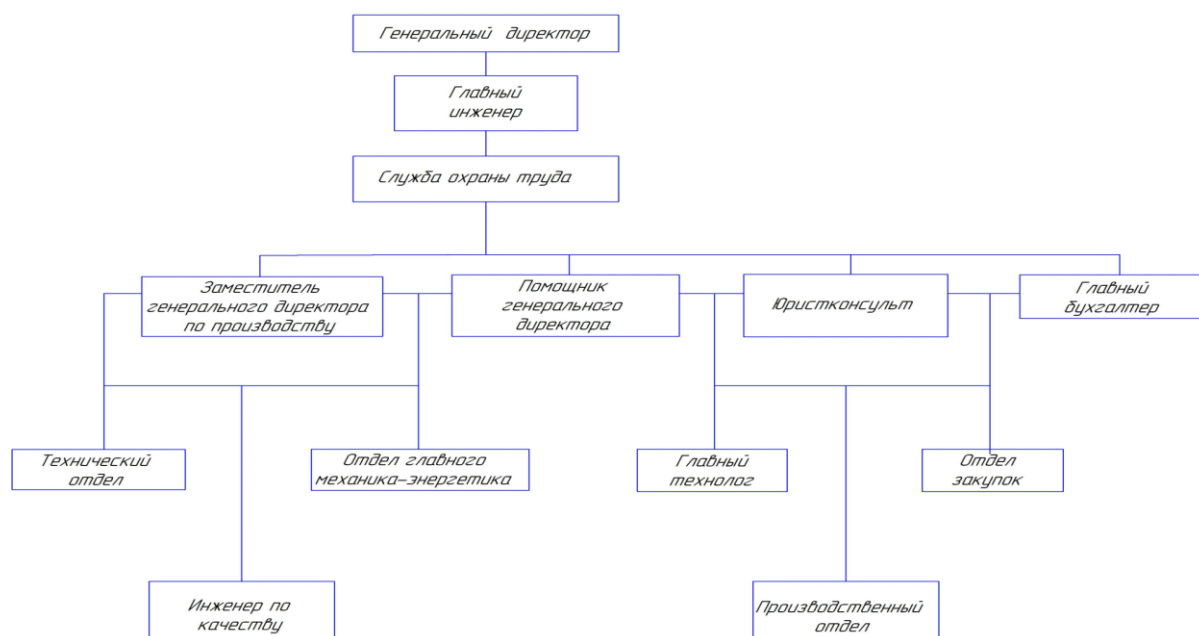 Генеральный директор
Главный
инженер
Служба охраны труда
Заместитель
генерального директора
по производству
Помощник
генерального
директора
Юристконсульт
Главный
бухгалтер
Технический
отдел
Отдел главного
механика-энергетика
Главный
технолог
Отдел
закупок
Инженер по
качеству
Производственный
отдел